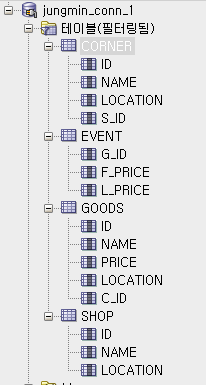 jungmin_conn_1
테이블(필터링됨)
CORNER
ID
NAME
LOCATION
S_ID
EVENT
G_ID
F_PRICE
L_PRICE
GOODS
ID
NAME
PRICE
LOCATION
C_ID
SHOP
ID
NAME
LOCATION